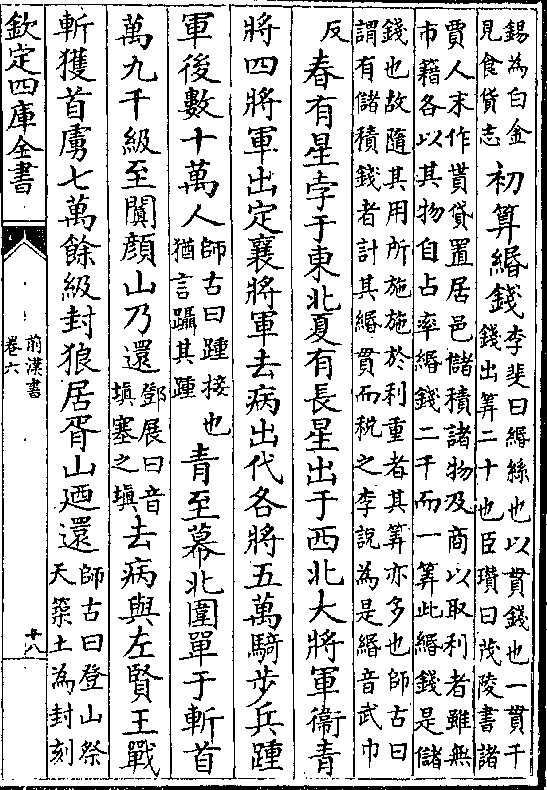 錫為白金見食貨志初算緡錢李斐曰緡絲也以貫錢也一貫千錢出算二十也臣瓚曰茂陵書諸
賈人末作貰貸置居邑儲積諸物及商以取利者雖無
市籍各以其物自占率緡錢二千而一算此緡錢是儲
錢也故隨其用所施施於利重者其算亦多也師古曰
謂有儲積錢者計其緡貫而稅之李說為是緡音武巾
反春有星孛于東北夏有長星出于西北大將軍衞青
將四將軍出定襄將軍去病出代各將五萬騎步兵踵
軍後數十萬人師古曰踵接也猶言躡其踵青至幕北圍單于斬首
萬九千級至闐顏山乃還鄧展曰音填塞之填去病與左賢王戰
斬獲首虜七萬餘級封狼居胥山廼還師古曰登山祭天築土為封刻
欽定四庫全書
前漢書
卷六
十八